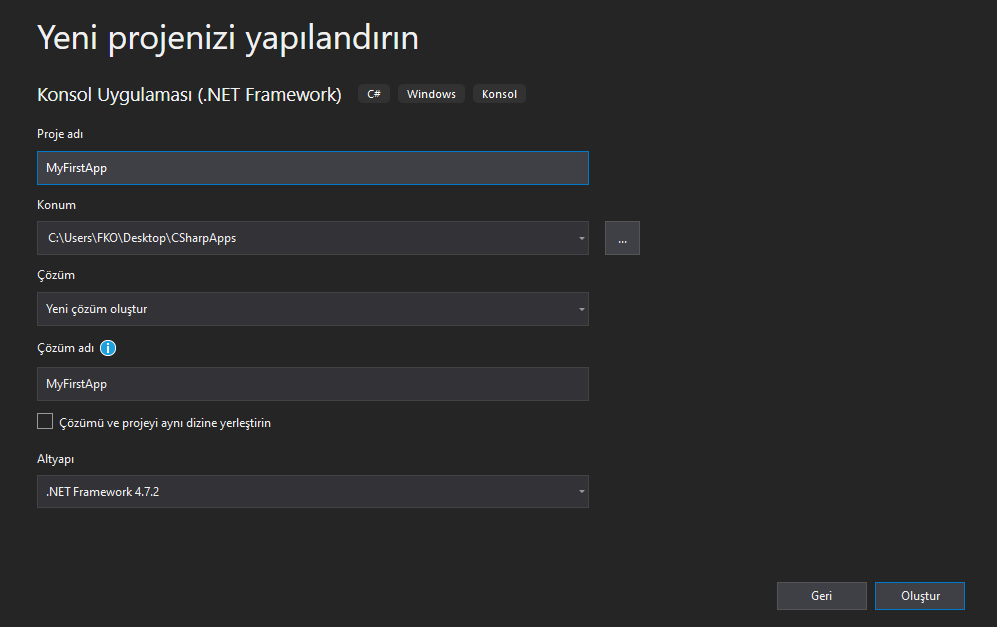 Yeni projenizi yapılandırın
Konsol Uygulaması (.NET Framework) C# Windows Konsol
Proje adı
MyFirstApp
Konum
C:\Users\FKO\Desktop\CSharpApps ...
Çözüm
Yeni çözüm oluştur
Çözüm adı
MyFirstApp
Çözümü ve projeyi aynı dizine yerleştirin
Altyapı
.NET Framework 4.7.2
Geri Oluştur